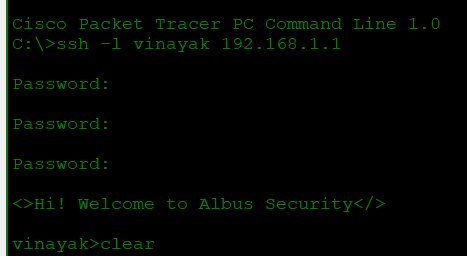 Cisco Packet Tracer PC Command Line 1.0
C:\>ssh -l vinayak 192.168.1.1
Password:
Password:
Password:
<>Hi! Welcome to Albus Security</>
vinayak>clear